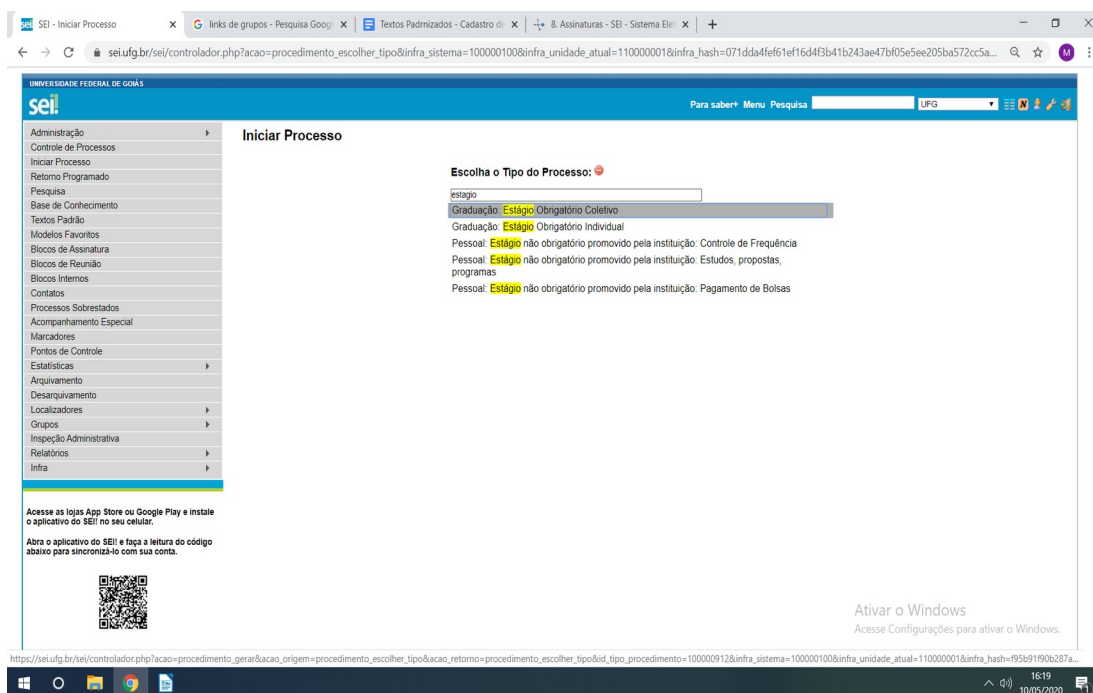 SEI - Iniciar Processo
links de grupos - Pesquisa Googl
Textos Padrnizados - Cadastro de
8. Assinaturas - SEI - Sistema Elet
sei.ufg.br/sei/controlador.php?acao=procedimento_escolher_tipo&infra_sistema=100000100&infra_unidade_atual=110000001&infra_hash=071dda4fef61ef16d4f3b41b243ae47bf05e5ee205ba572cc5a...
M
UNIVERSIDADE FEDERAL DE GOIÁS
sei!
Para saber+ Menu Pesquisa
UFG
N
Administração
Controle de Processos
Iniciar Processo
Retorno Programado
Pesquisa
Base de Conhecimento
Textos Padrão
Modelos Favoritos
Blocos de Assinatura
Blocos de Reunião
Blocos Internos
Contatos
Processos Sobrestados
Acompanhamento Especial
Marcadores
Pontos de Controle
Estatísticas
Arquivamento
Desarquivamento
Localizadores
Grupos
Inspeção Administrativa
Relatórios
Infra
Acesse as lojas App Store ou Google Play e instale
o aplicativo do SEI! no seu celular.
Abra o aplicativo do SEI! e faça a leitura do código
abaixo para sincronizá-lo com sua conta.
Iniciar Processo
Escolha o Tipo do Processo:
estagio
Graduação: Estágio Obrigatório Coletivo
Graduação: Estágio Obrigatório Individual
Pessoal: Estágio não obrigatório promovido pela instituição: Controle de Frequência
Pessoal: Estágio não obrigatório promovido pela instituição: Estudos, propostas,
programas
Pessoal: Estágio não obrigatório promovido pela instituição: Pagamento de Bolsas
Ativar o Windows
Acesse Configurações para ativar o Windows.
https://sei.ufg.br/sei/controlador.php?acao=procedimento_gerar&acao_origem=procedimento_escolher_tipo&acao_retorno=procedimento_escolher_tipo&id_tipo_procedimento=100000912&infra_sistema=100000100&infra_unidade_atual=110000001&infra_hash=f95b91f90b287a...
16:19
10/05/2020